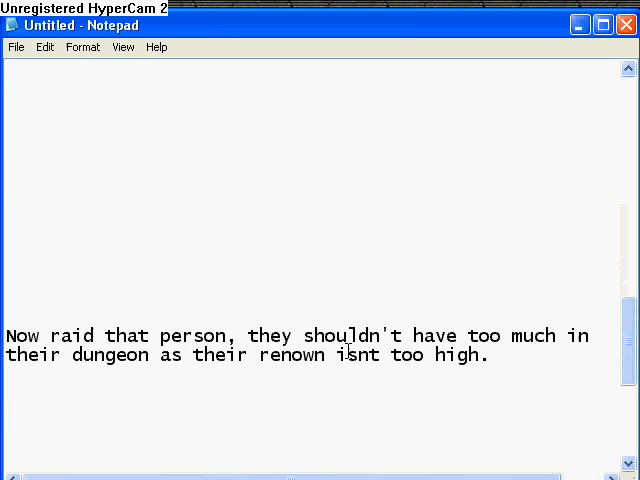 Unregistered HyperCam 2
Untitled - Notepad
File Edit Format View Help
Now raid that person, they shouldn't have too much in
their dungeon as their renown isnt too high.